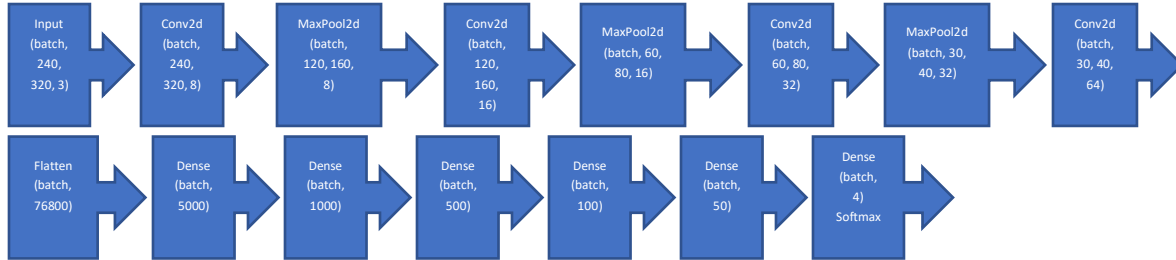 Input
(batch,
240,
320, 3)
Conv2d
(batch,
240,
320, 8)
MaxPool2d
(batch,
120, 160,
8)
Conv2d
(batch,
120,
160,
16)
MaxPool2d
(batch, 60,
80, 16)
Conv2d
(batch,
60, 80,
32)
MaxPool2d
(batch, 30,
40, 32)
Conv2d
(batch,
30, 40,
64)
Flatten
(batch,
76800)
Dense
(batch,
5000)
Dense
(batch,
1000)
Dense
(batch,
500)
Dense
(batch,
100)
Dense
(batch,
50)
Dense
(batch,
4)
Softmax